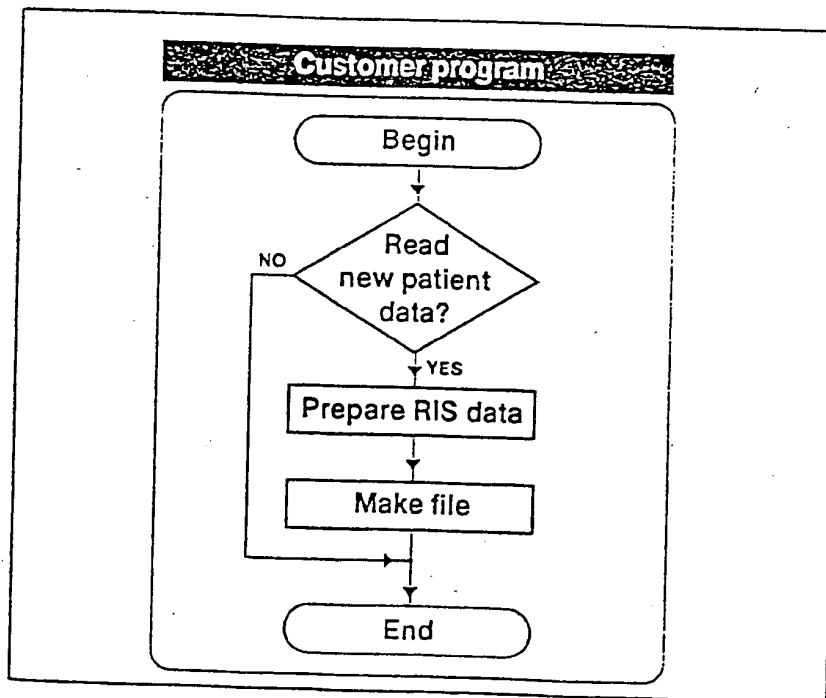 Customer program
Begin
Read
new patient
data?
NO
YES
Prepare RIS data
Make file
End